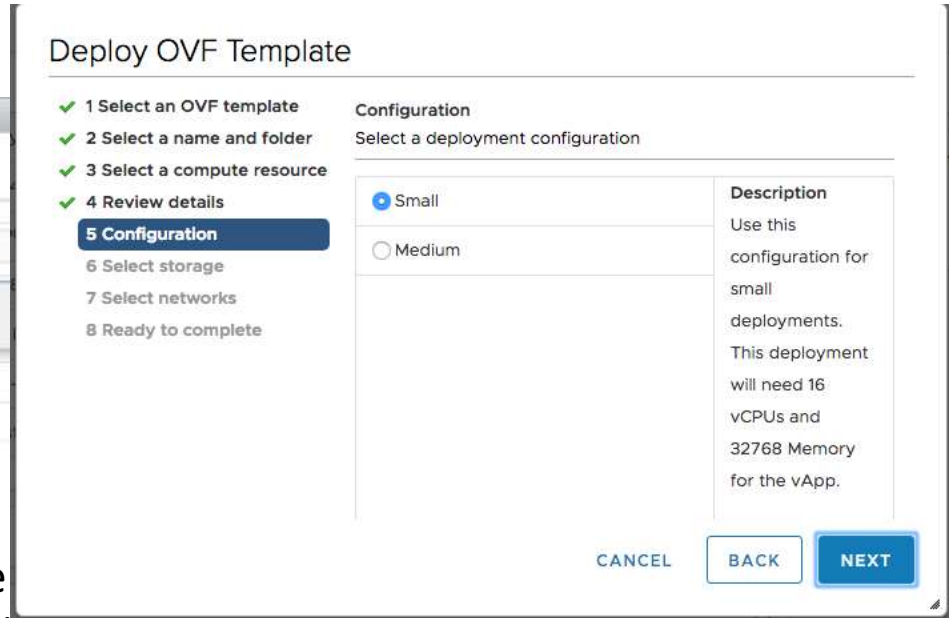 Deploy OVF Template
1 Select an OVF template
2 Select a name and folder
3 Select a compute resource
4 Review details
5 Configuration
6 Select storage
7 Select networks
8 Ready to complete
Configuration
Select a deployment configuration
Small
Medium
Description
Use this
configuration for
small
deployments.
This deployment
will need 16
vCPUs and
32768 Memory
for the vApp.
CANCEL
BACK
NEXT
e